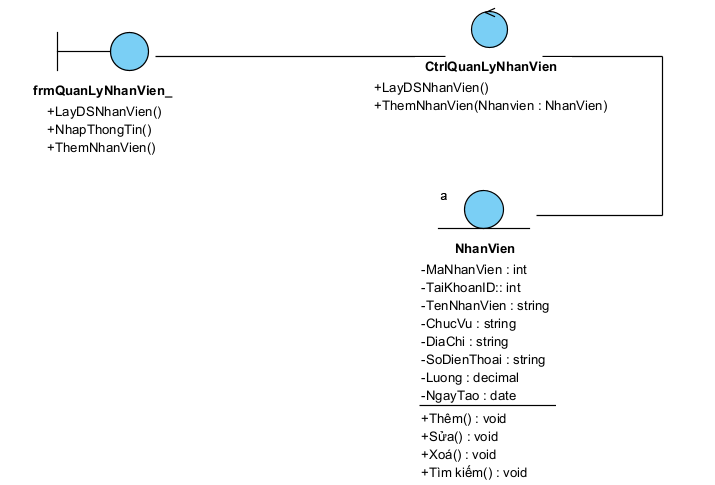 frmQuanLyNhanVien_
+LayDSNhanVien()
+NhapThongTin()
+ThemNhanVien()
CtrlQuanLyNhanVien
+LayDSNhanVien()
+ThemNhanVien(Nhanvien : NhanVien)
a
NhanVien
-MaNhanVien : int
-TaiKhoanID:: int
-TenNhanVien : string
-ChucVu : string
-DiaChi : string
-SoDienThoai : string
-Luong : decimal
-NgayTao : date
+Thêm() : void
+Sửa() : void
+Xoá() : void
+Tìm kiếm() : void